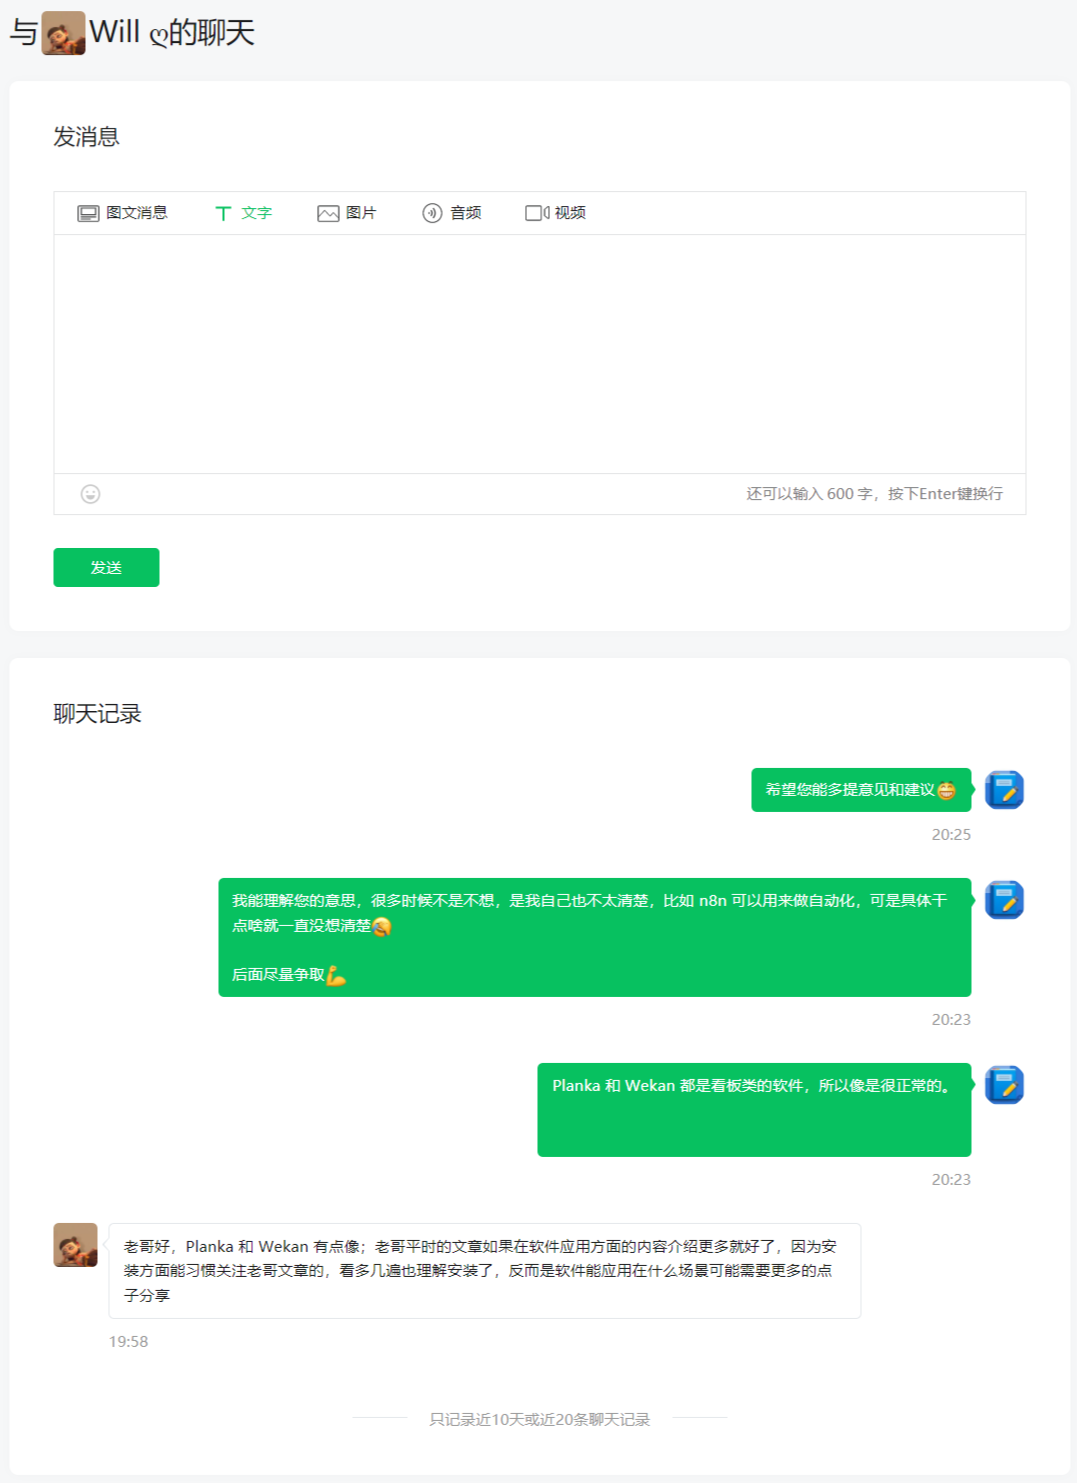 与Will ღ的聊天
发消息
图文消息 文字 图片 音频 视频
还可以输入 600 字，按下Enter键换行
发送
聊天记录
希望您能多提意见和建议😁
20:25
我能理解您的意思，很多时候不是不想，是我自己也不太清楚，比如 n8n 可以用来做自动化，可是具体干
点啥就一直没想清楚🤣
后面尽量争取💪
20:23
Planka 和 Wekan 都是看板类的软件，所以像是很正常的。
20:23
老哥好，Planka 和 Wekan 有点像；老哥平时的文章如果在软件应用方面的内容介绍更多就好了，因为安
装方面能习惯关注老哥文章的，看多几遍也理解安装了，反而是软件能应用在什么场景可能需要更多的点
子分享
19:58
只记录近10天或近20条聊天记录